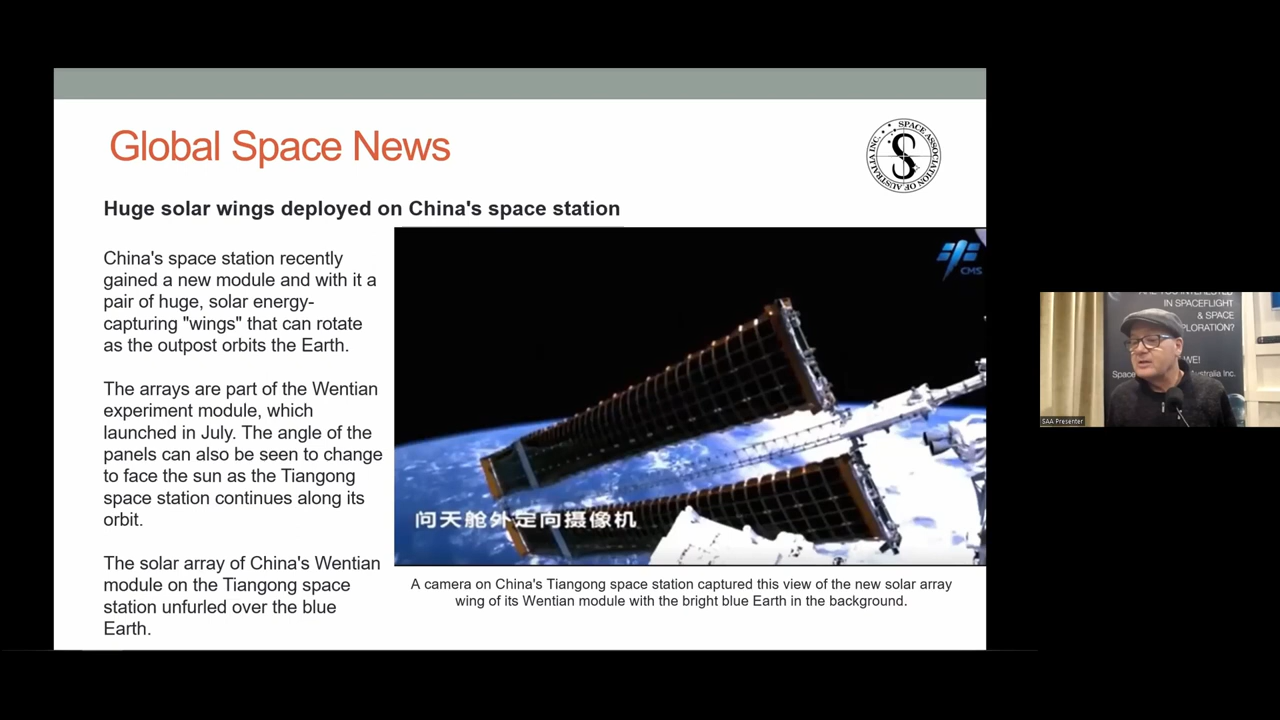 Global Space News
SPACE ASSOCIATION OF AUSTRALIA INC.
Huge solar wings deployed on China's space station
China's space station recently
gained a new module and with it a
pair of huge, solar energy-
capturing "wings" that can rotate
as the outpost orbits the Earth.
The arrays are part of the Wentian
experiment module, which
launched in July. The angle of the
panels can also be seen to change
to face the sun as the Tiangong
space station continues along its
orbit.
The solar array of China's Wentian
module on the Tiangong space
station unfurled over the blue
Earth.
CMS
问天舱外定向摄像机
A camera on China's Tiangong space station captured this view of the new solar array
wing of its Wentian module with the bright blue Earth in the background.
IN SPACEFLIGHT
& SPACE
PLORATION?
WE!
Space
Australia Inc.
SAA Presenter